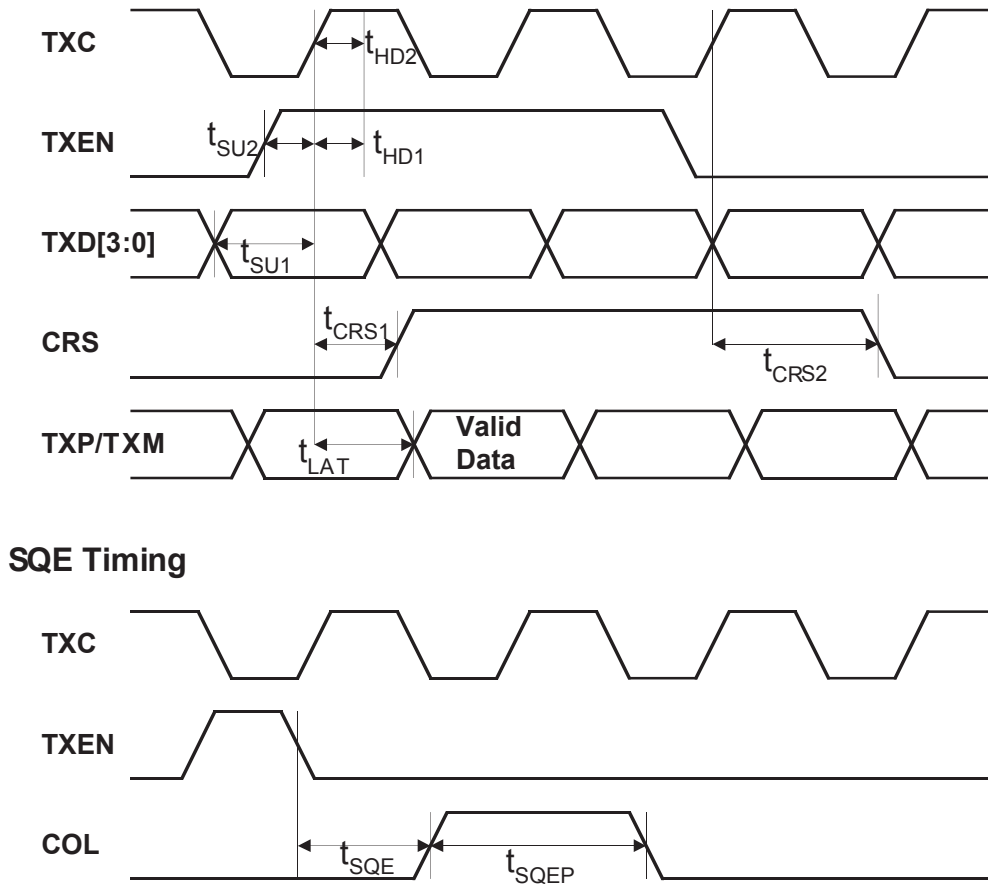 TXC
tHD2
TXEN
tSU2
tHD1
TXD[3:0]
tSU1
CRS
tCRS1
tCRS2
TXP/TXM
tLAT
Valid
Data
SQE Timing
TXC
TXEN
COL
tSQE
tSQEP